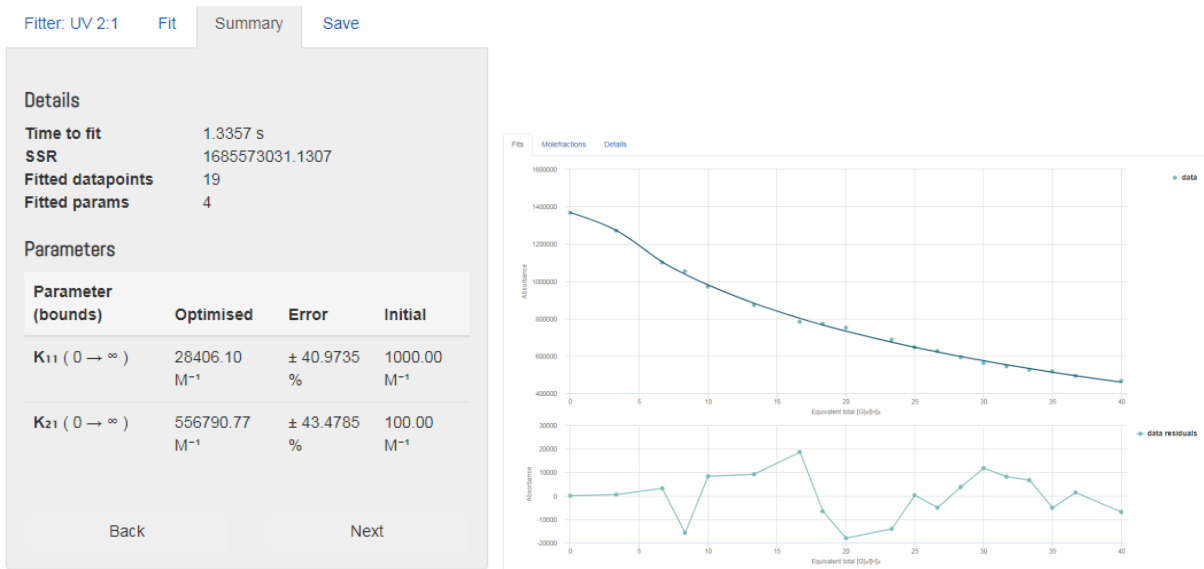 Fitter: UV 2:1 Fit Summary Save
Details
Time to fit 1.3357 s
SSR 1685573031.1307
Fitted datapoints 19
Fitted params 4
Parameters
Parameter (bounds) Optimised Error Initial
K₁₁ ( 0 → ∞ ) 28406.10 M⁻¹ ± 40.9735 % 1000.00 M⁻¹
K₂₁ ( 0 → ∞ ) 556790.77 M⁻¹ ± 43.4785 % 100.00 M⁻¹
Back Next
Fits Molefractions Details
data
1600000
1400000
1200000
1000000
800000
600000
400000
Absorbance
0 5 10 15 20 25 30 35 40
Equivalent total [G]₀/[H]₀
data residuals
30000
20000
10000
0
-10000
-20000
Absorbance
0 5 10 15 20 25 30 35 40
Equivalent total [G]₀/[H]₀